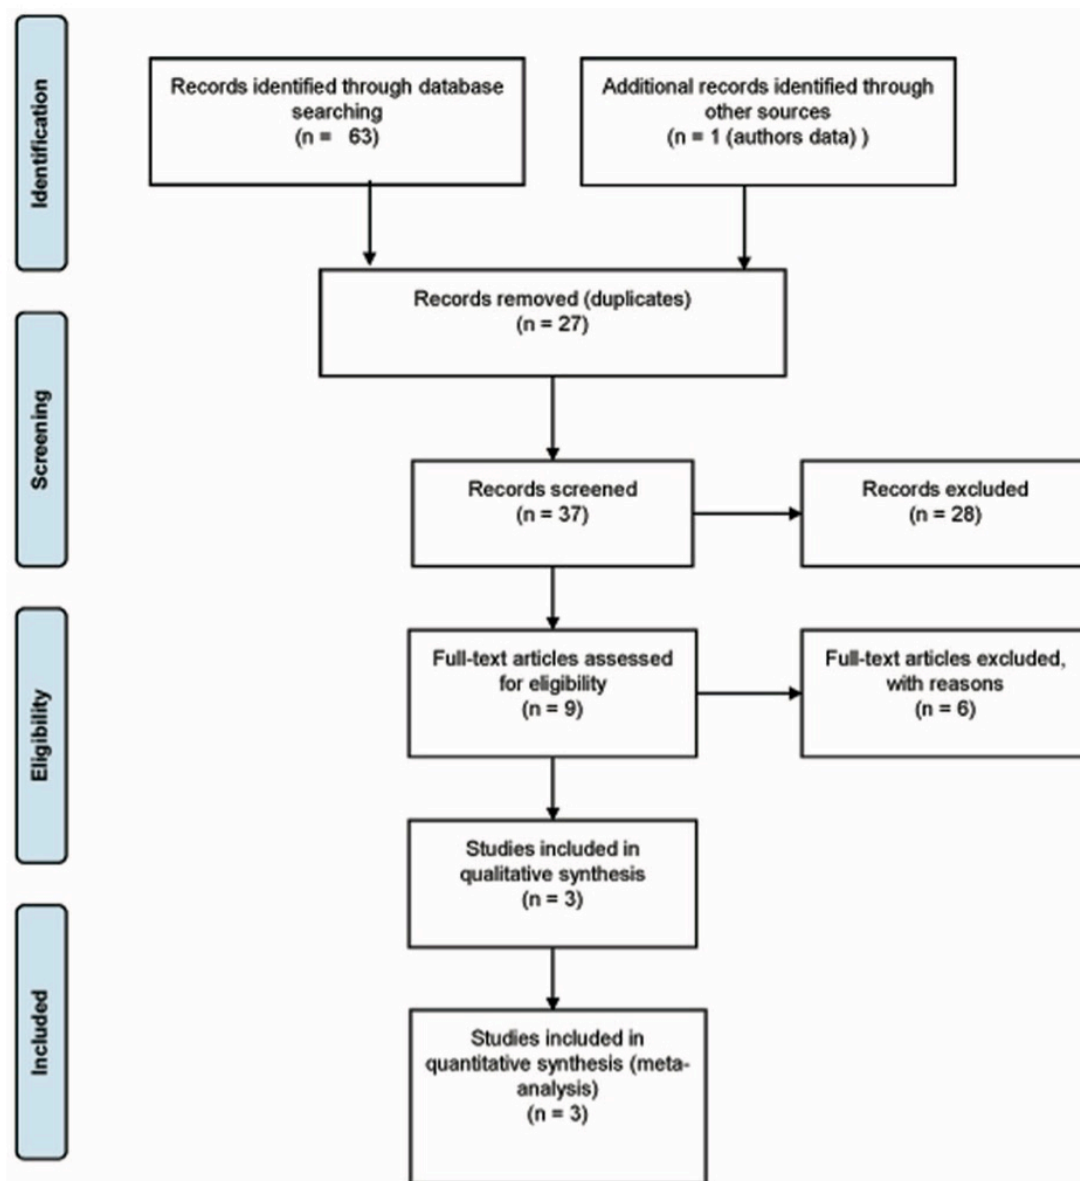 Identification
Records identified through database
searching
(n =   63)
Additional records identified through
other sources
(n = 1 (authors data) )
Records removed (duplicates)
(n = 27)
Screening
Records screened
(n = 37)
Records excluded
(n = 28)
Eligibility
Full-text articles assessed
for eligibility
(n = 9)
Full-text articles excluded,
with reasons
(n = 6)
Studies included in
qualitative synthesis
(n = 3)
Included
Studies included in
quantitative synthesis (meta-
analysis)
(n = 3)